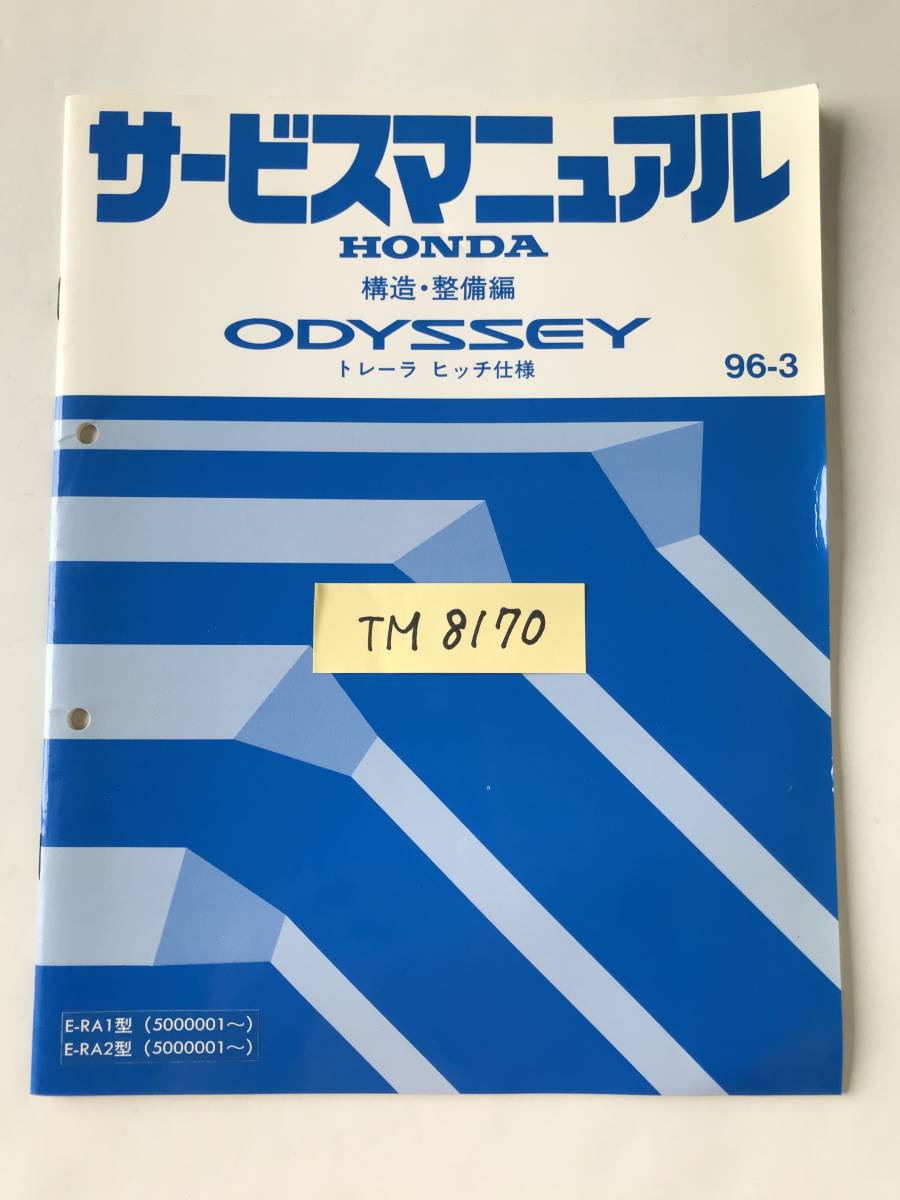 サービスマニュアル
HONDA
構造・整備編
ODYSSEY
トレーラ ヒッチ仕様
96-3
TM 8170
E-RA1型 (5000001〜)
E-RA2型 (5000001〜)